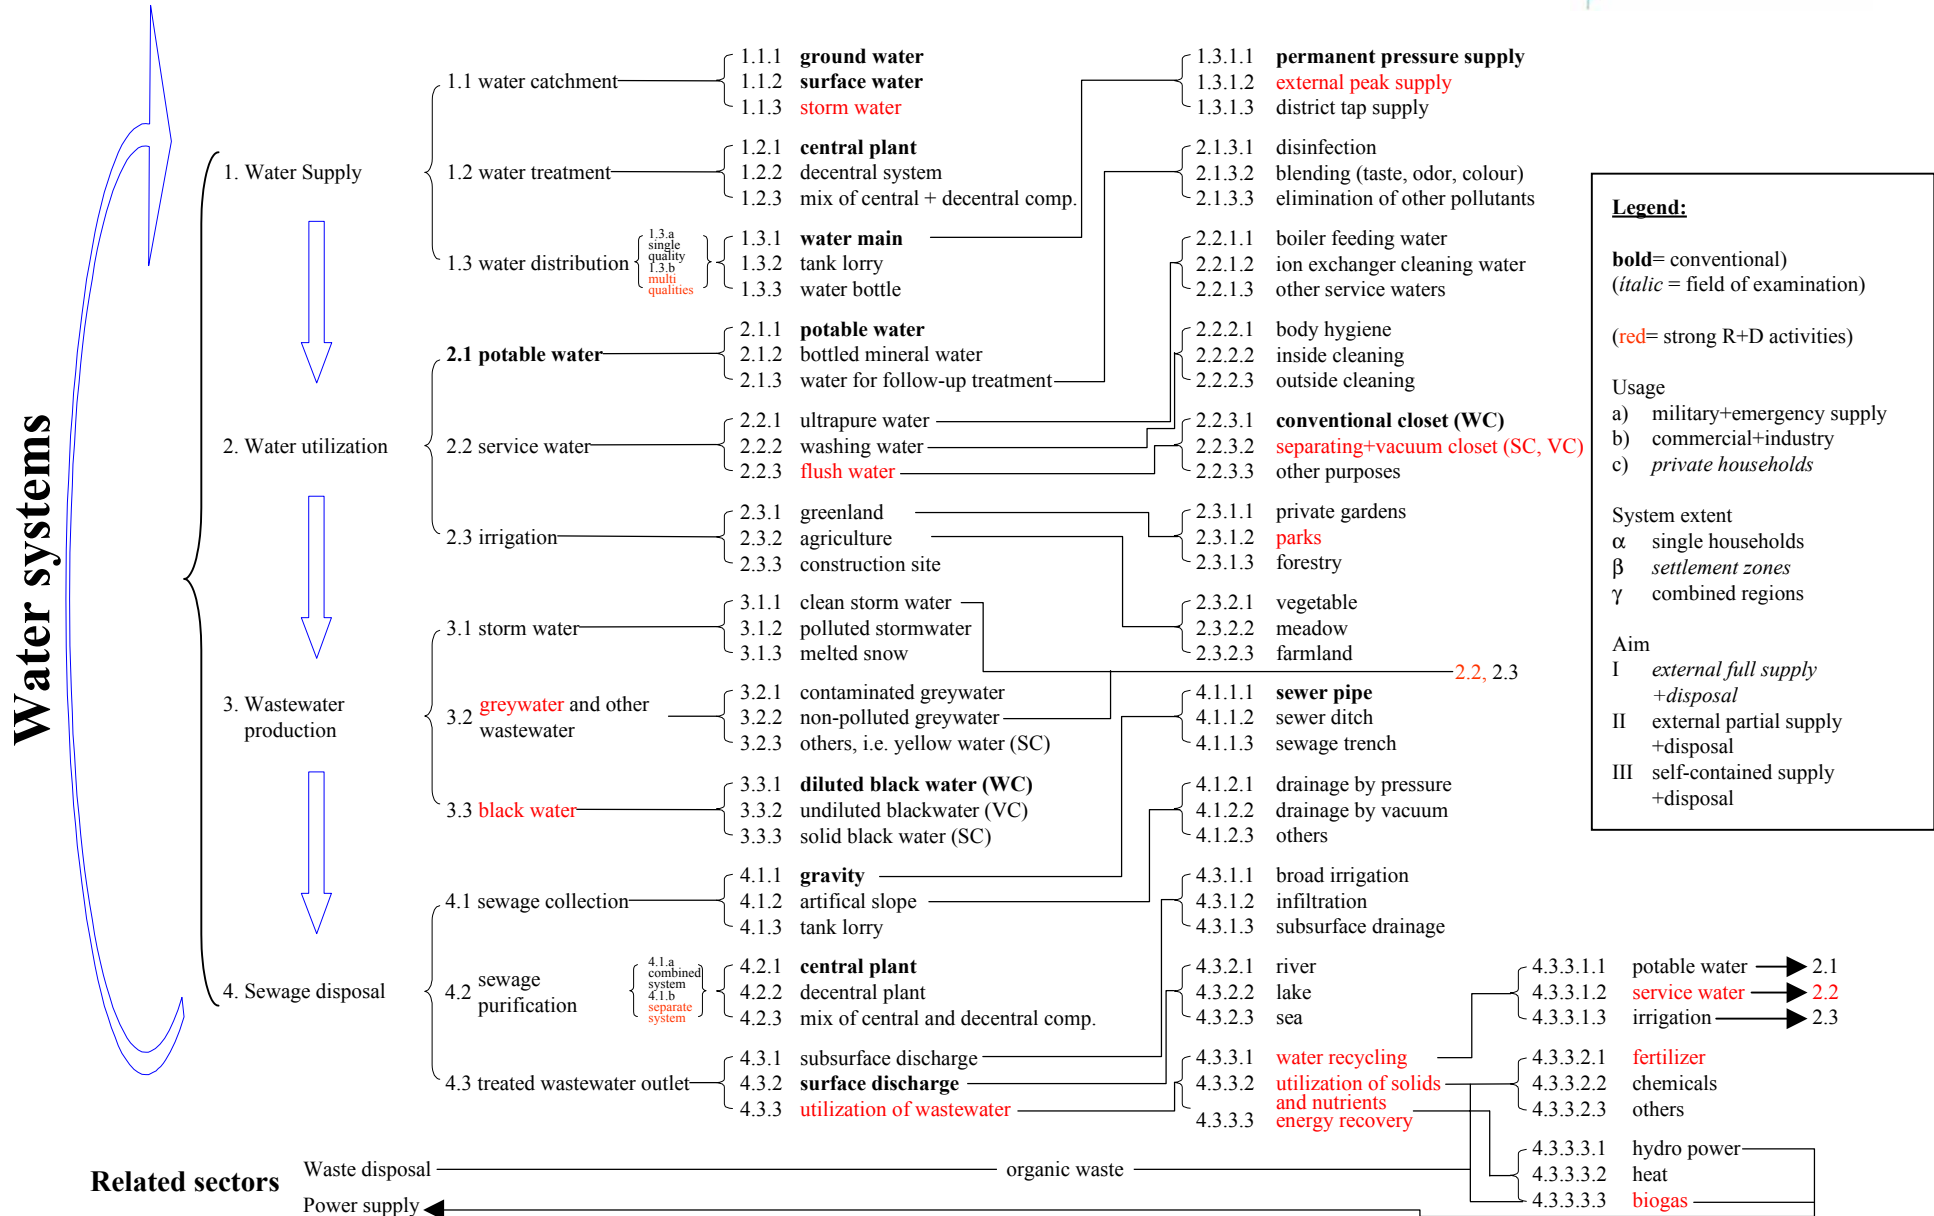 Water systems
1. Water Supply
2. Water utilization
3. Wastewater
production
4. Sewage disposal
1.1 water catchment
1.2 water treatment
1.3 water distribution
1.3.a
single
quality
1.3.b
multi
qualities
2.1 potable water
2.2 service water
2.3 irrigation
3.1 storm water
3.2 greywater and other
wastewater
3.3 black water
4.1 sewage collection
4.2 sewage
purification
4.1.a
combined
system
4.1.b
separate
system
4.3 treated wastewater outlet
1.1.1 ground water
1.1.2 surface water
1.1.3 storm water
1.2.1 central plant
1.2.2 decentral system
1.2.3 mix of central + decentral comp.
1.3.1 water main
1.3.2 tank lorry
1.3.3 water bottle
2.1.1 potable water
2.1.2 bottled mineral water
2.1.3 water for follow-up treatment
2.2.1 ultrapure water
2.2.2 washing water
2.2.3 flush water
2.3.1 greenland
2.3.2 agriculture
2.3.3 construction site
3.1.1 clean storm water
3.1.2 polluted stormwater
3.1.3 melted snow
3.2.1 contaminated greywater
3.2.2 non-polluted greywater
3.2.3 others, i.e. yellow water (SC)
3.3.1 diluted black water (WC)
3.3.2 undiluted blackwater (VC)
3.3.3 solid black water (SC)
4.1.1 gravity
4.1.2 artifical slope
4.1.3 tank lorry
4.2.1 central plant
4.2.2 decentral plant
4.2.3 mix of central and decentral comp.
4.3.1 subsurface discharge
4.3.2 surface discharge
4.3.3 utilization of wastewater
1.3.1.1 permanent pressure supply
1.3.1.2 external peak supply
1.3.1.3 district tap supply
2.1.3.1 disinfection
2.1.3.2 blending (taste, odor, colour)
2.1.3.3 elimination of other pollutants
2.2.1.1 boiler feeding water
2.2.1.2 ion exchanger cleaning water
2.2.1.3 other service waters
2.2.2.1 body hygiene
2.2.2.2 inside cleaning
2.2.2.3 outside cleaning
2.2.3.1 conventional closet (WC)
2.2.3.2 separating+vacuum closet (SC, VC)
2.2.3.3 other purposes
2.3.1.1 private gardens
2.3.1.2 parks
2.3.1.3 forestry
2.3.2.1 vegetable
2.3.2.2 meadow
2.3.2.3 farmland
2.2, 2.3
4.1.1.1 sewer pipe
4.1.1.2 sewer ditch
4.1.1.3 sewage trench
4.1.2.1 drainage by pressure
4.1.2.2 drainage by vacuum
4.1.2.3 others
4.3.1.1 broad irrigation
4.3.1.2 infiltration
4.3.1.3 subsurface drainage
4.3.2.1 river
4.3.2.2 lake
4.3.2.3 sea
4.3.3.1 water recycling
4.3.3.2 utilization of solids
and nutrients
4.3.3.3 energy recovery
4.3.3.1.1 potable water 2.1
4.3.3.1.2 service water 2.2
4.3.3.1.3 irrigation 2.3
4.3.3.2.1 fertilizer
4.3.3.2.2 chemicals
4.3.3.2.3 others
4.3.3.3.1 hydro power
4.3.3.3.2 heat
4.3.3.3.3 biogas
Legend:
bold= conventional)
(ítalic = field of examination)
(red= strong R+D activities)
Usage
a) military+emergency supply
b) commercial+industry
c) private households
System extent
α single households
β settlement zones
γ combined regions
Aim
I external full supply
+disposal
II external partial supply
+disposal
III self-contained supply
+disposal
Related sectors
Waste disposal organic waste
Power supply